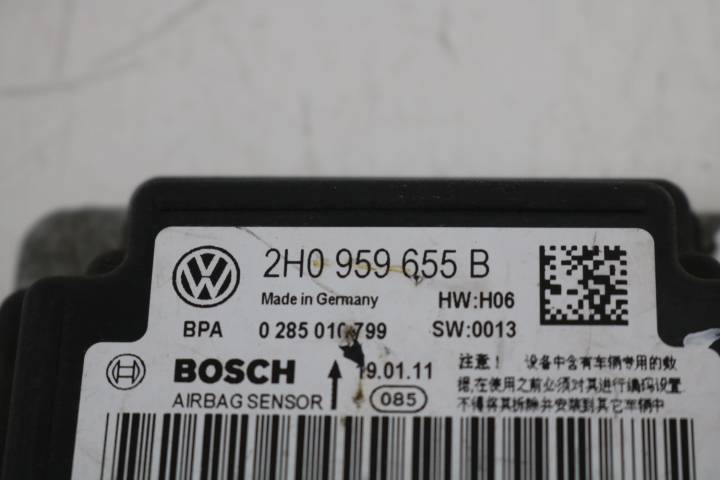 2H0 959 655 B
Made in Germany HW:H06
BPA 0 285 010 799 SW:0013
BOSCH 19.01.11
AIRBAG SENSOR 085
注意! 设备中含有车辆专用的数
据,在使用之前必须对其进行编码设置
不得将其拆除并安装到其它车辆中